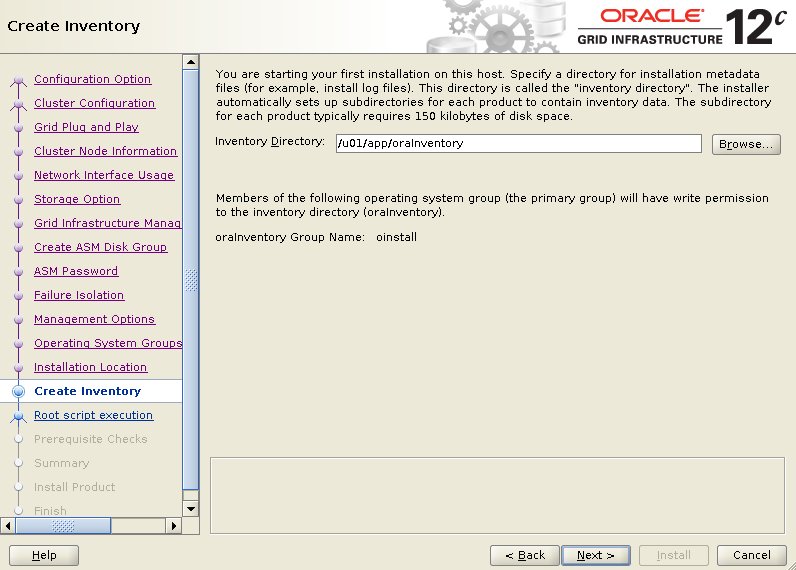 Create Inventory
ORACLE®
GRID INFRASTRUCTURE 12c
Configuration Option
Cluster Configuration
Grid Plug and Play
Cluster Node Information
Network Interface Usage
Storage Option
Grid Infrastructure Manag
Create ASM Disk Group
ASM Password
Failure Isolation
Management Options
Operating System Groups
Installation Location
Create Inventory
Root script execution
Prerequisite Checks
Summary
Install Product
Finish
You are starting your first installation on this host. Specify a directory for installation metadata
files (for example, install log files). This directory is called the "inventory directory". The installer
automatically sets up subdirectories for each product to contain inventory data. The subdirectory
for each product typically requires 150 kilobytes of disk space.
Inventory Directory: /u01/app/oraInventory Browse...
Members of the following operating system group (the primary group) will have write permission
to the inventory directory (oraInventory).
oraInventory Group Name: oinstall
Help < Back Next > Install Cancel